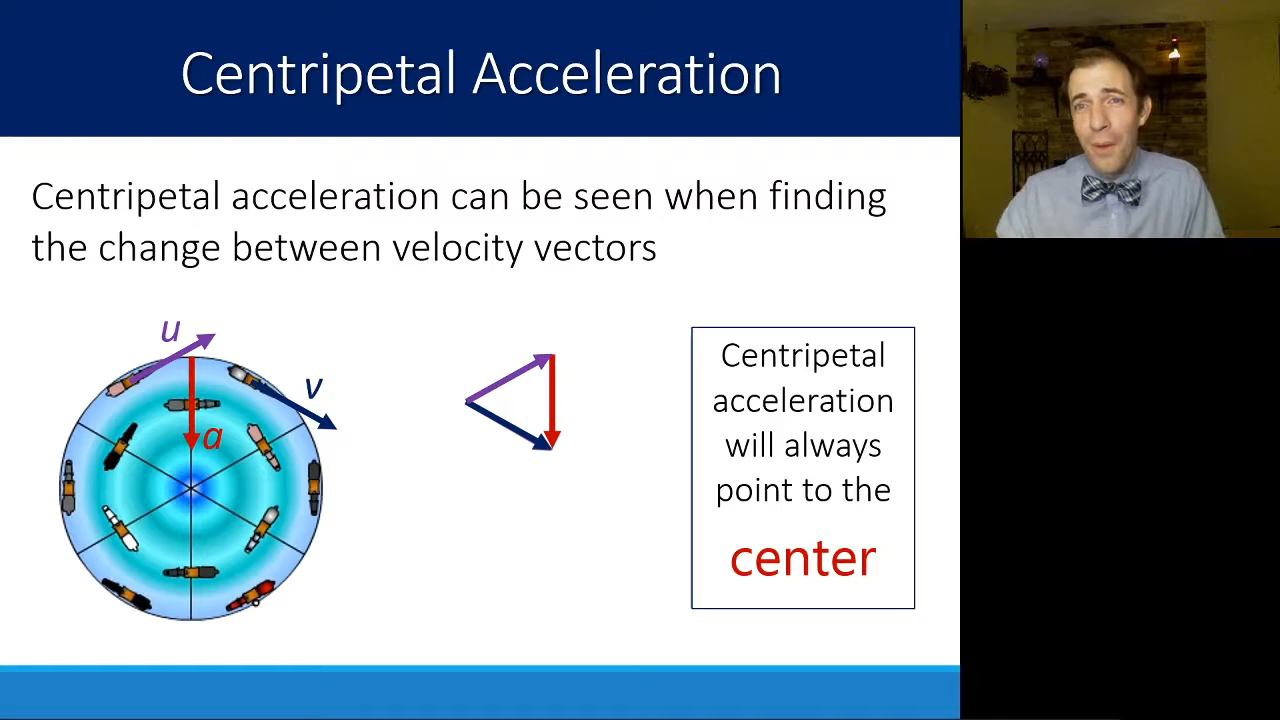 Centripetal Acceleration
Centripetal acceleration can be seen when finding
the change between velocity vectors
u
v
a
Centripetal
acceleration
will always
point to the
center